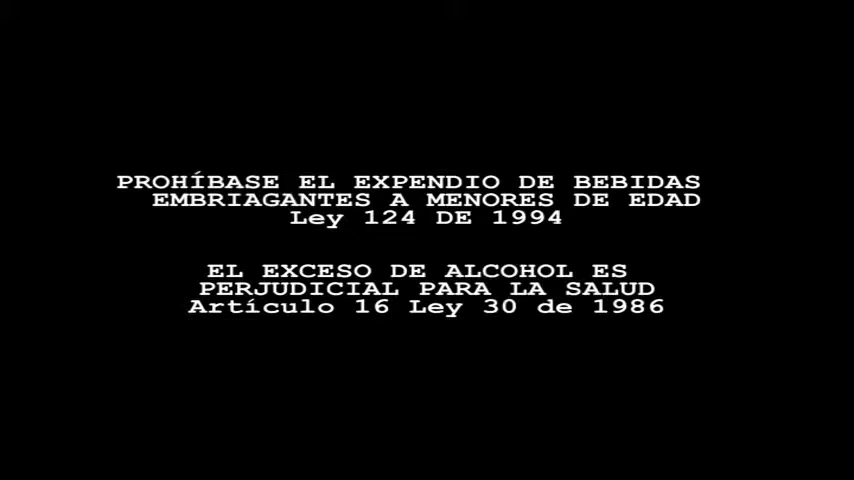 PROHÍBASE EL EXPENDIO DE BEBIDAS
EMBRIAGANTES A MENORES DE EDAD
Ley 124 DE 1994
EL EXCESO DE ALCOHOL ES
PERJUDICIAL PARA LA SALUD
Artículo 16 Ley 30 de 1986